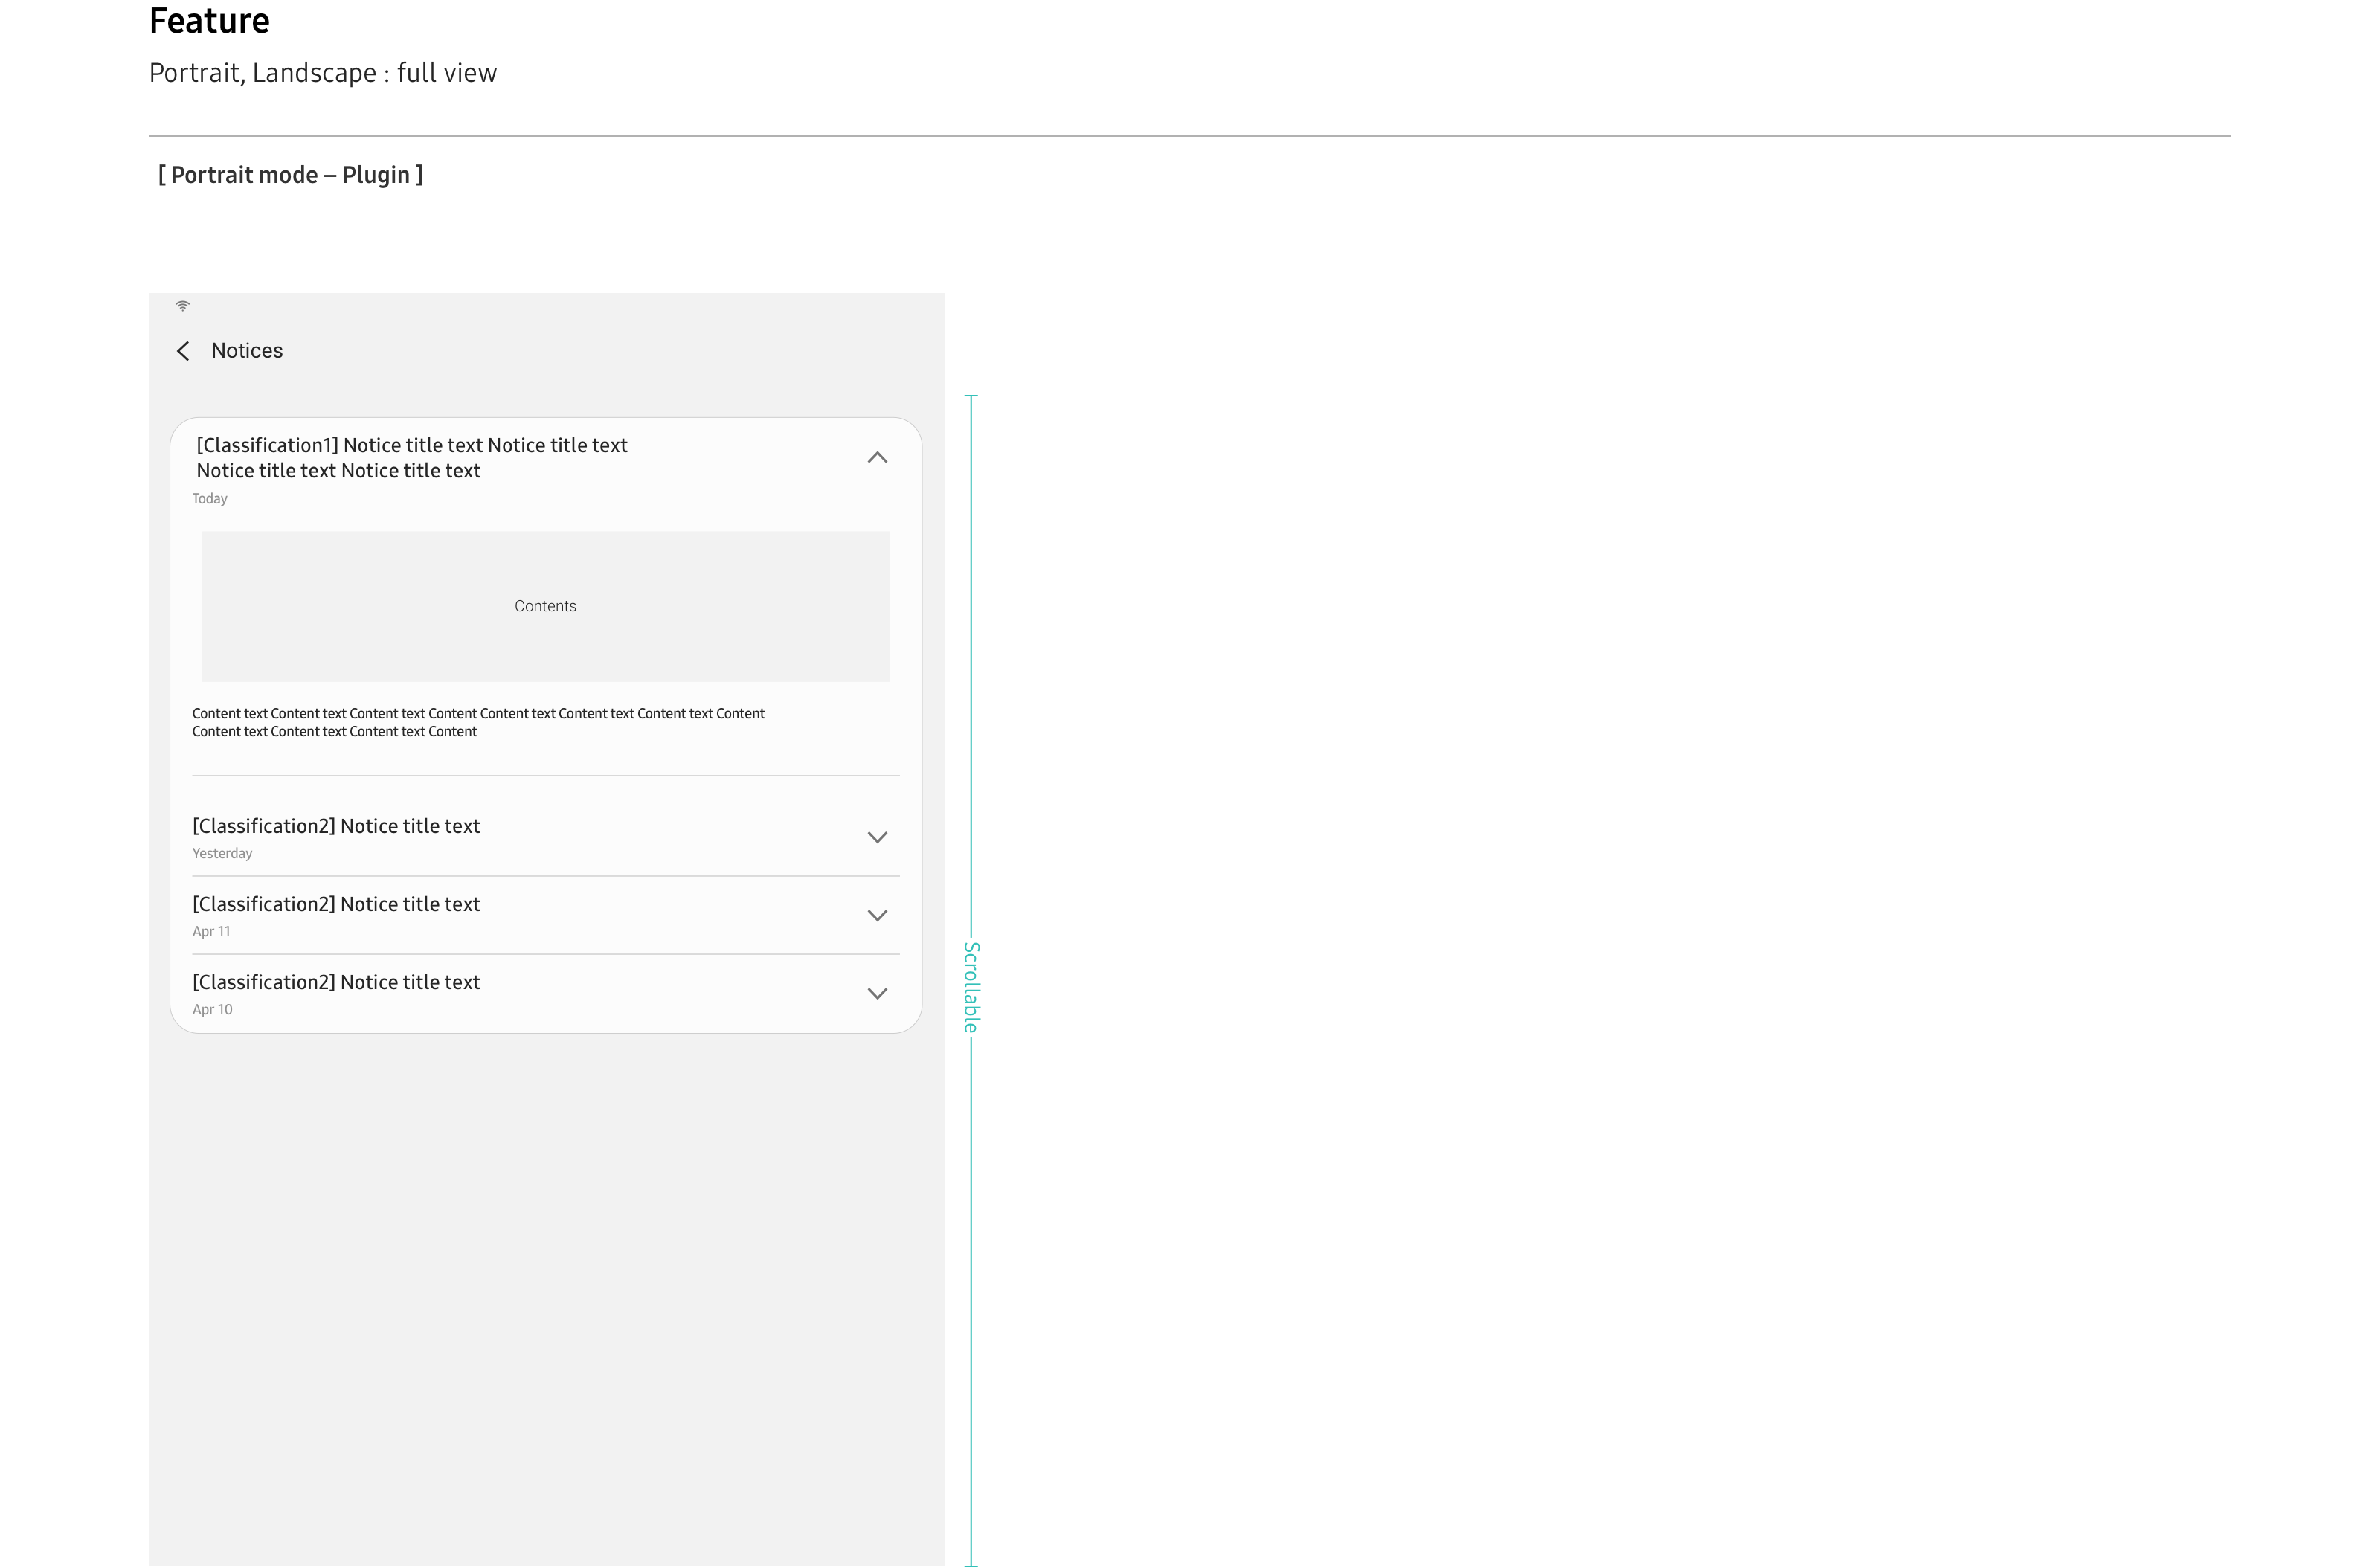 Feature
Portrait, Landscape : full view
[ Portrait mode – Plugin ]
Notices
[Classification1] Notice title text Notice title text
Notice title text Notice title text
Today
Contents
Content text Content text Content text Content Content text Content text Content text Content
Content text Content text Content text Content
[Classification2] Notice title text
Yesterday
[Classification2] Notice title text
Apr 11
[Classification2] Notice title text
Apr 10
Scrollable